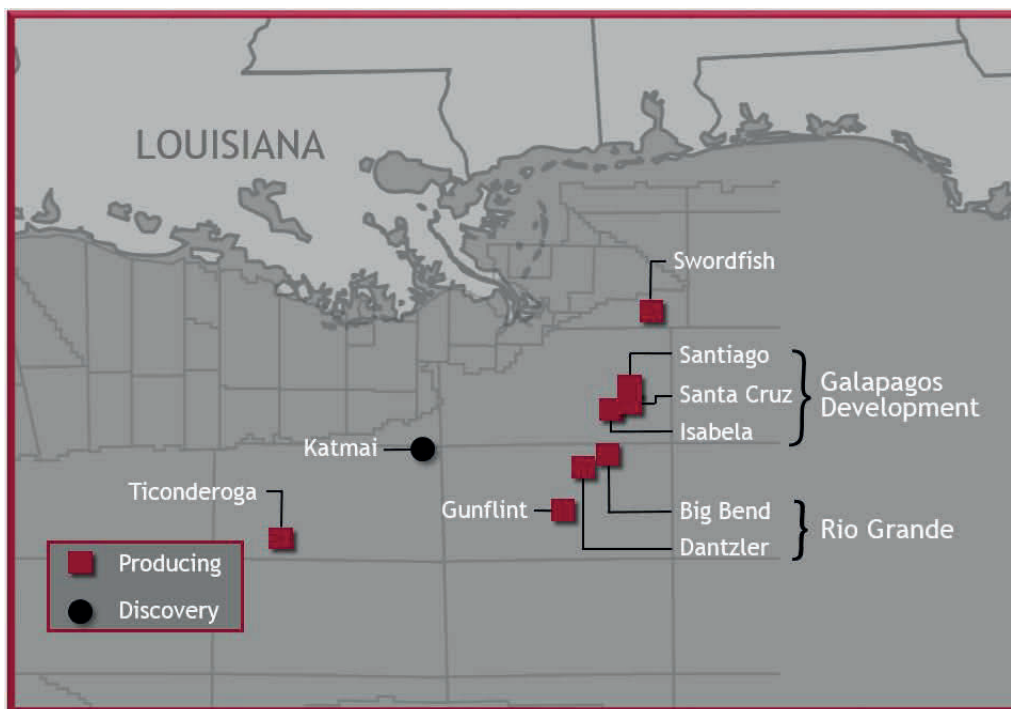 LOUISIANA
Swordfish
Santiago
Santa Cruz
Isabela
Galapagos
Development
Katmai
Ticonderoga
Gunflint
Big Bend
Dantzler
Rio Grande
Producing
Discovery